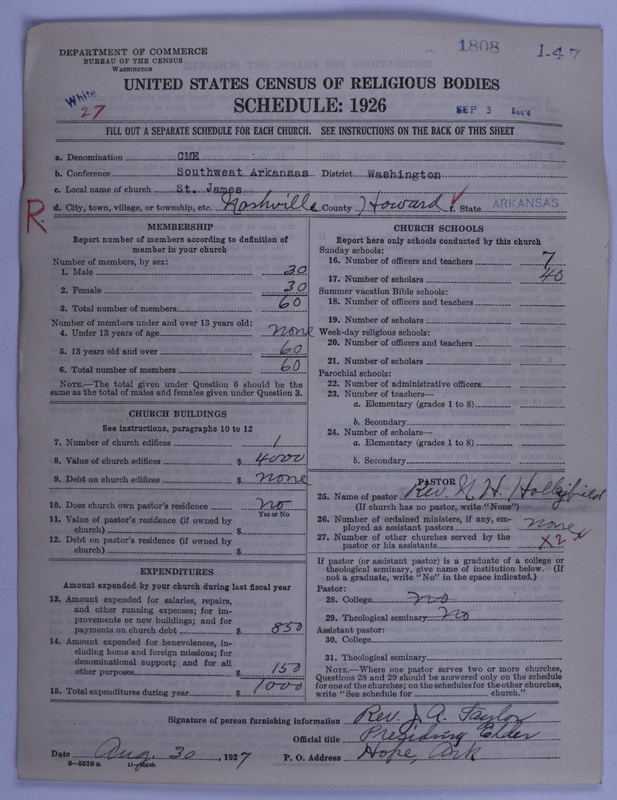 1808
1-47
DEPARTMENT OF COMMERCE
BUREAU OF THE CENSUS
WASHINGTON
UNITED STATES CENSUS OF RELIGIOUS BODIES
SCHEDULE: 1926
White
27
SEP 3
FILL OUT A SEPARATE SCHEDULE FOR EACH CHURCH. SEE INSTRUCTIONS ON THE BACK OF THIS SHEET
a. Denomination CME
b. Conference Southwest Arkansas District Washington
c. Local name of church St. James
R.
d. City, town, village, or township, etc. Nashville County Howard f. State ARKANSAS
MEMBERSHIP
Report number of members according to definition of
member in your church
Number of members, by sex:
1. Male 30
2. Female 30
3. Total number of members 60
Number of members under and over 13 years old:
4. Under 13 years of age none
5. 13 years old and over 60
6. Total number of members 60
NOTE.—The total given under Question 6 should be the
same as the total of males and females given under Question 3.
CHURCH BUILDINGS
See instructions, paragraphs 10 to 12
7. Number of church edifices 1
8. Value of church edifices $ 4000
9. Debt on church edifices $ none
10. Does church own pastor's residence no
Yes or No
11. Value of pastor's residence (if owned by
church) $
12. Debt on pastor's residence (if owned by
church) $
EXPENDITURES
Amount expended by your church during last fiscal year
13. Amount expended for salaries, repairs,
and other running expenses; for im-
provements or new buildings; and for
payments on church debt $ 850
14. Amount expended for benevolences, in-
cluding home and foreign missions; for
denominational support; and for all
other purposes $ 150
15. Total expenditures during year $ 1000
CHURCH SCHOOLS
Report here only schools conducted by this church
Sunday schools:
16. Number of officers and teachers 7
17. Number of scholars 40
Summer vacation Bible schools:
18. Number of officers and teachers
19. Number of scholars
Week-day religious schools:
20. Number of officers and teachers
21. Number of scholars
Parochial schools:
22. Number of administrative officers
23. Number of teachers—
a. Elementary (grades 1 to 8)
b. Secondary
24. Number of scholars—
a. Elementary (grades 1 to 8)
b. Secondary
PASTOR
25. Name of pastor Rev. N. H. Hollyfield
(If church has no pastor, write "None")
26. Number of ordained ministers, if any, em-
ployed as assistant pastors none
27. Number of other churches served by the
pastor or his assistants X2 x
If pastor (or assistant pastor) is a graduate of a college or
theological seminary, give name of institution below. (If
not a graduate, write "No" in the space indicated.)
Pastor:
28. College no
29. Theological seminary no
Assistant pastor:
30. College
31. Theological seminary
NOTE.—Where one pastor serves two or more churches,
Questions 28 and 29 should be answered only on the schedule
for one of the churches; on the schedules for the other churches,
write "See schedule for church."
Signature of person furnishing information Rev. J. A. Taylor
Official title Presiding Elder
Date Aug. 30, 1927 P. O. Address Hope, Ark
8-5518 a